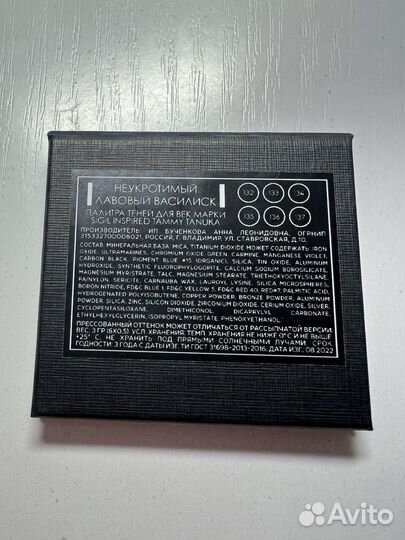 НЕУКРОТИМЫЙ
ЛАВОВЫЙ ВАСИЛИСК
132 133 134
135 136 137
ПАЛИТРА ТЕНЕЙ ДЛЯ ВЕК МАРКИ
SIGIL INSPIRED TAMMY TANUKA
ПРОИЗВОДИТЕЛЬ: ИП БУЧЕНКОВА АННА ЛЕОНИДОВНА, ОГРНИП
315332700008021, РОССИЯ, Г. ВЛАДИМИР, УЛ. СТАВРОВСКАЯ, Д.10.
СОСТАВ: МИНЕРАЛЬНАЯ БАЗА: MICA, TITANIUM DIOXIDE МОЖЕТ СОДЕРЖАТЬ: IRON
OXIDE, ULTRAMARINES, CHROMIUM OXIDE GREEN, CARMINE, MANGANESE VIOLET,
CARBON BLACK, PIGMENT BLUE #15 (ORGANIC), SILICA, TIN OXIDE, ALUMINUM
HYDROXIDE, SYNTHETIC FLUORPHYLOGOPITE, CALCIUM SODIUM BOROSILICATE,
MAGNESIUM MYRISTATE, TALC, MAGNESIUM STEARATE, TRIETHOXYCTYLSILANE,
PARAFFIN, SERICITE, CARNAUBA WAX, LAUROYL LYSINE, SILICA MICROSPHERES,
BORON NITRIDE, FD&C BLUE 1, FD&C YELLOW 5, FD&C RED 40, RED#7, PALMITIC ACID,
HYDROGENATED POLYISOBUTENE, COPPER POWDER, BRONZE POWDER, ALUMINUM
POWDER, SILICA ZINC, SILICON DIOXIDE, ZIRCONIUM DIOXIDE, CERIUM OXIDE, SILVER,
CYCLOPENTASILOXANE, DIMETHICONOL, DICAPRYLYL CARBONATE,
ETHYLHEXYLGLYCERIN, ISOPROPYL MYRISTATE, PHENOXYETHANOL.
ПРЕССОВАННЫЙ ОТТЕНОК МОЖЕТ ОТЛИЧАТЬСЯ ОТ РАССЫПЧАТОЙ ВЕРСИИ
ВЕС: 3 ГР (6Х0.5) УСЛ. ХРАНЕНИЯ: ТЕМП. ХРАНЕНИЯ НЕ НИЖЕ 0° С И НЕ ВЫШЕ
+25° С, НЕ ХРАНИТЬ ПОД ПРЯМЫМИ СОЛНЕЧНЫМИ ЛУЧАМИ. СРОК
ГОДНОСТИ: 3 ГОДА С ДАТЫ ИЗГ. ТИ ГОСТ 31698-2013-2016. ДАТА ИЗГ. 08.2022
Avito